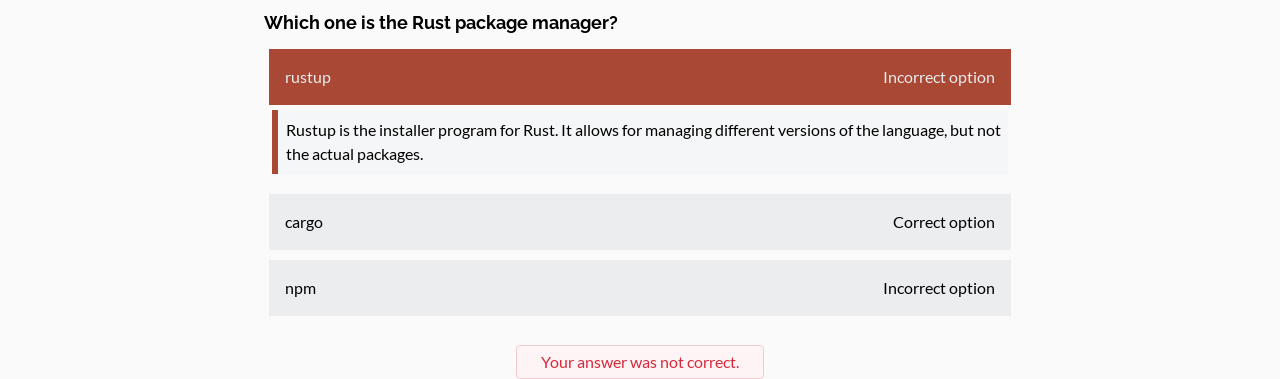 Which one is the Rust package manager?
rustup Incorrect option
Rustup is the installer program for Rust. It allows for managing different versions of the language, but not
the actual packages.
cargo Correct option
npm Incorrect option
Your answer was not correct.